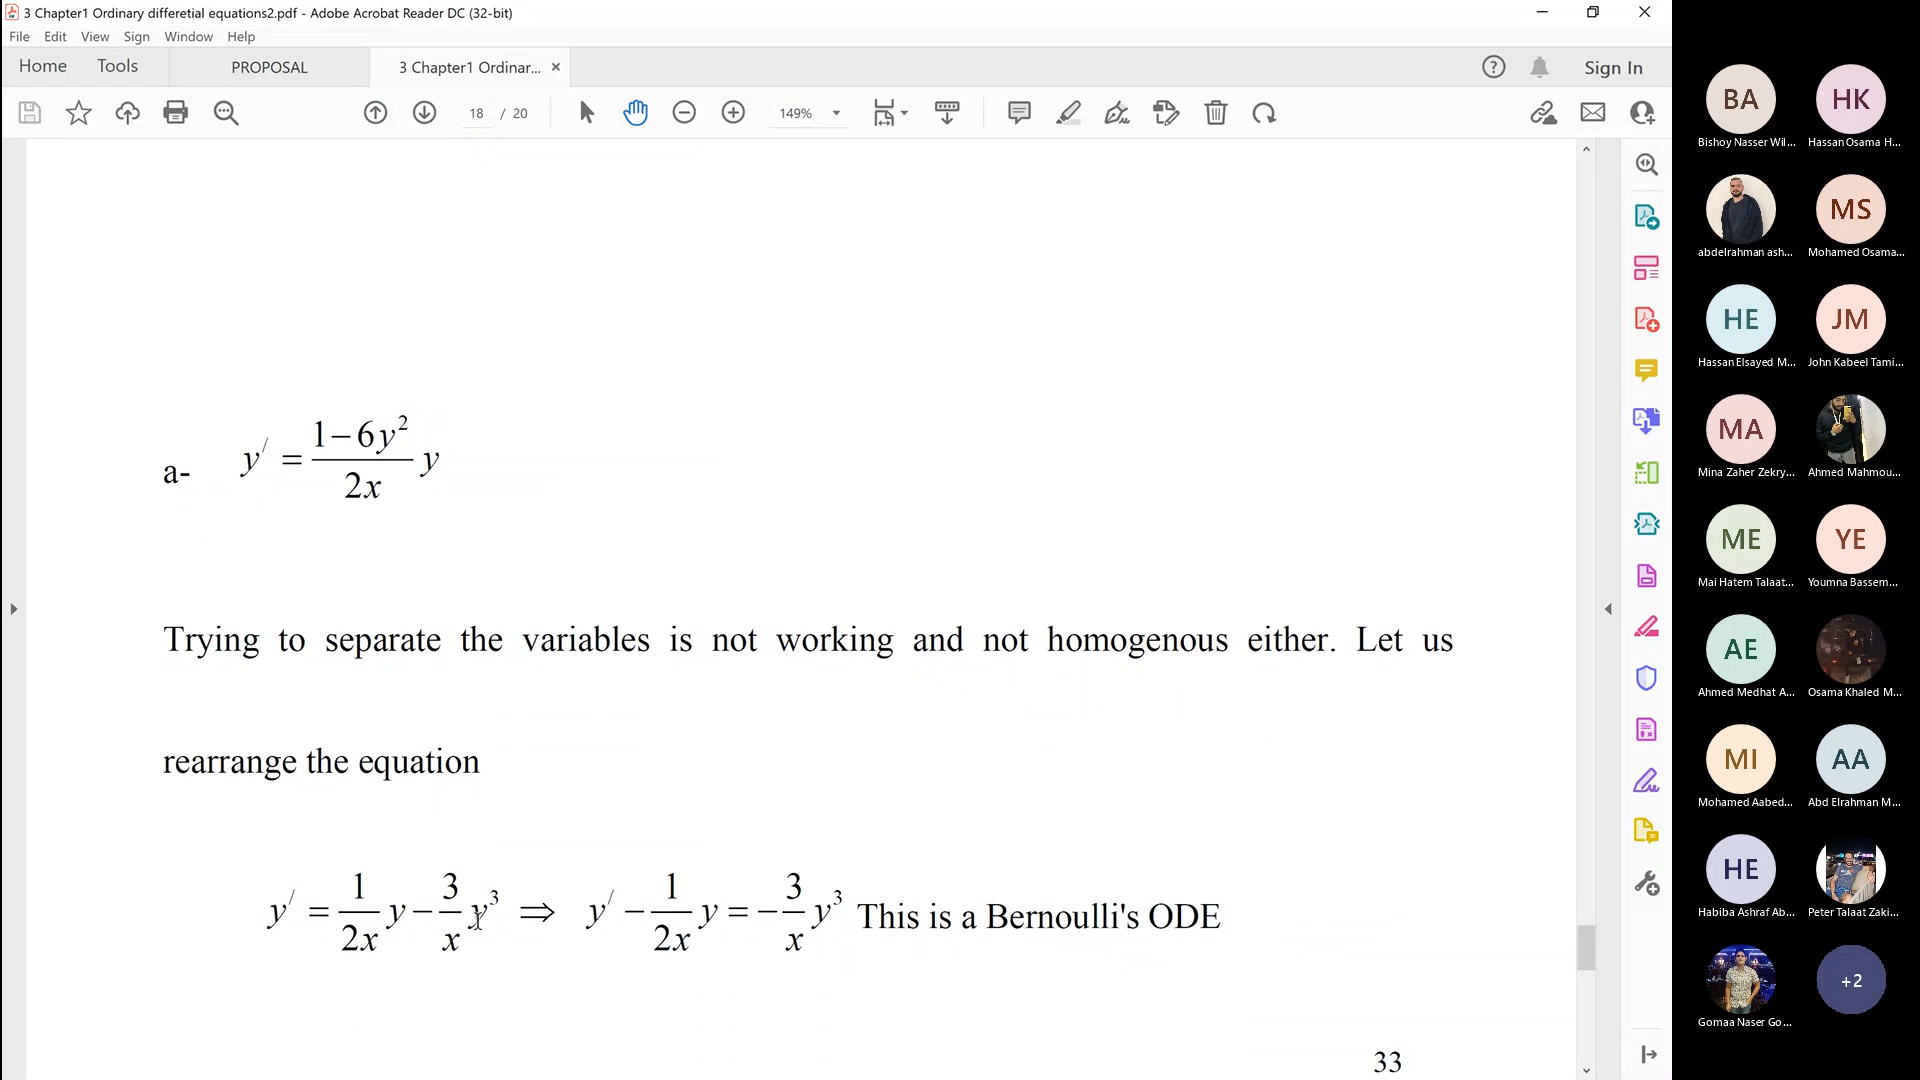 3 Chapter1 Ordinary differetial equations2.pdf - Adobe Acrobat Reader DC (32-bit)
File Edit View Sign Window Help
Home Tools PROPOSAL 3 Chapter1 Ordinar... × Sign In
18 / 20 149%
a- y′ = (1−6y²)/(2x) y
Trying to separate the variables is not working and not homogenous either. Let us
rearrange the equation
y′ = 1/(2x) y − 3/x y³ ⇒ y′ − 1/(2x) y = −3/x y³ This is a Bernoulli's ODE
33
BA HK
Bishoy Nasser Wil... Hassan Osama H...
MS
abdelrahman ash... Mohamed Osama...
HE JM
Hassan Elsayed M... John Kabeel Tami...
MA
Mina Zaher Zekry... Ahmed Mahmou...
ME YE
Mai Hatem Talaat... Youmna Bassem...
AE
Ahmed Medhat A... Osama Khaled M...
MI AA
Mohamed Aabed... Abd Elrahman M...
HE
Habiba Ashraf Ab... Peter Talaat Zaki...
+2
Gomaa Naser Go...